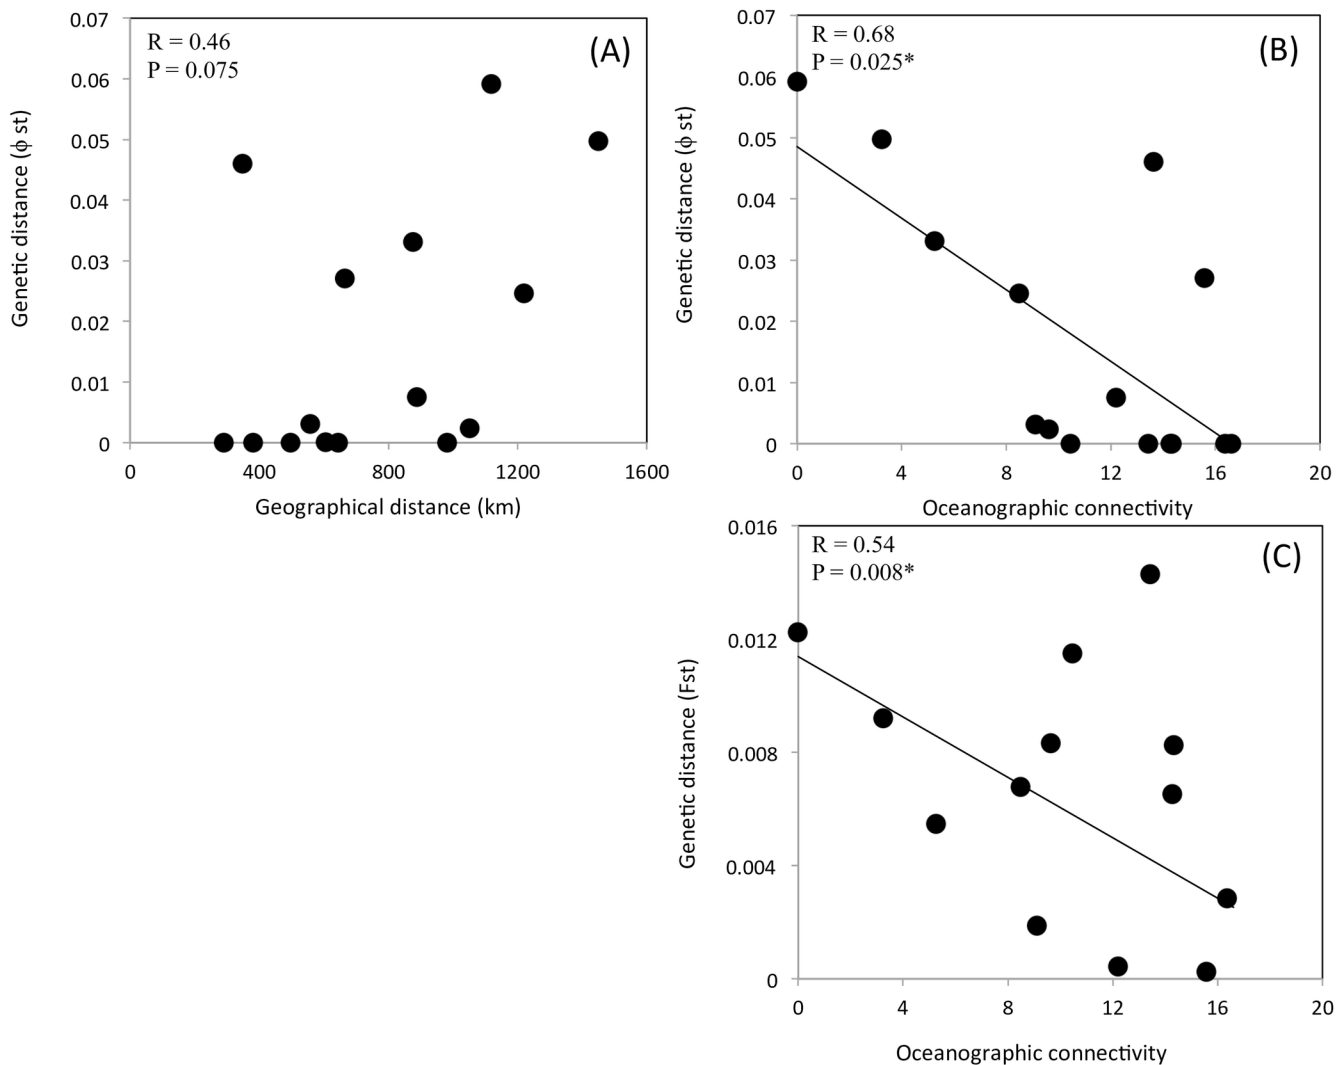 R = 0.46
P = 0.075
(A)
0.07
0.06
0.05
0.04
0.03
0.02
0.01
0
Genetic distance (ϕ st)
0 400 800 1200 1600
Geographical distance (km)
R = 0.68
P = 0.025*
(B)
0.07
0.06
0.05
0.04
0.03
0.02
0.01
0
Genetic distance (ϕ st)
0 4 8 12 16 20
Oceanographic connectivity
R = 0.54
P = 0.008*
(C)
0.016
0.012
0.008
0.004
0
Genetic distance (Fst)
0 4 8 12 16 20
Oceanographic connectivity